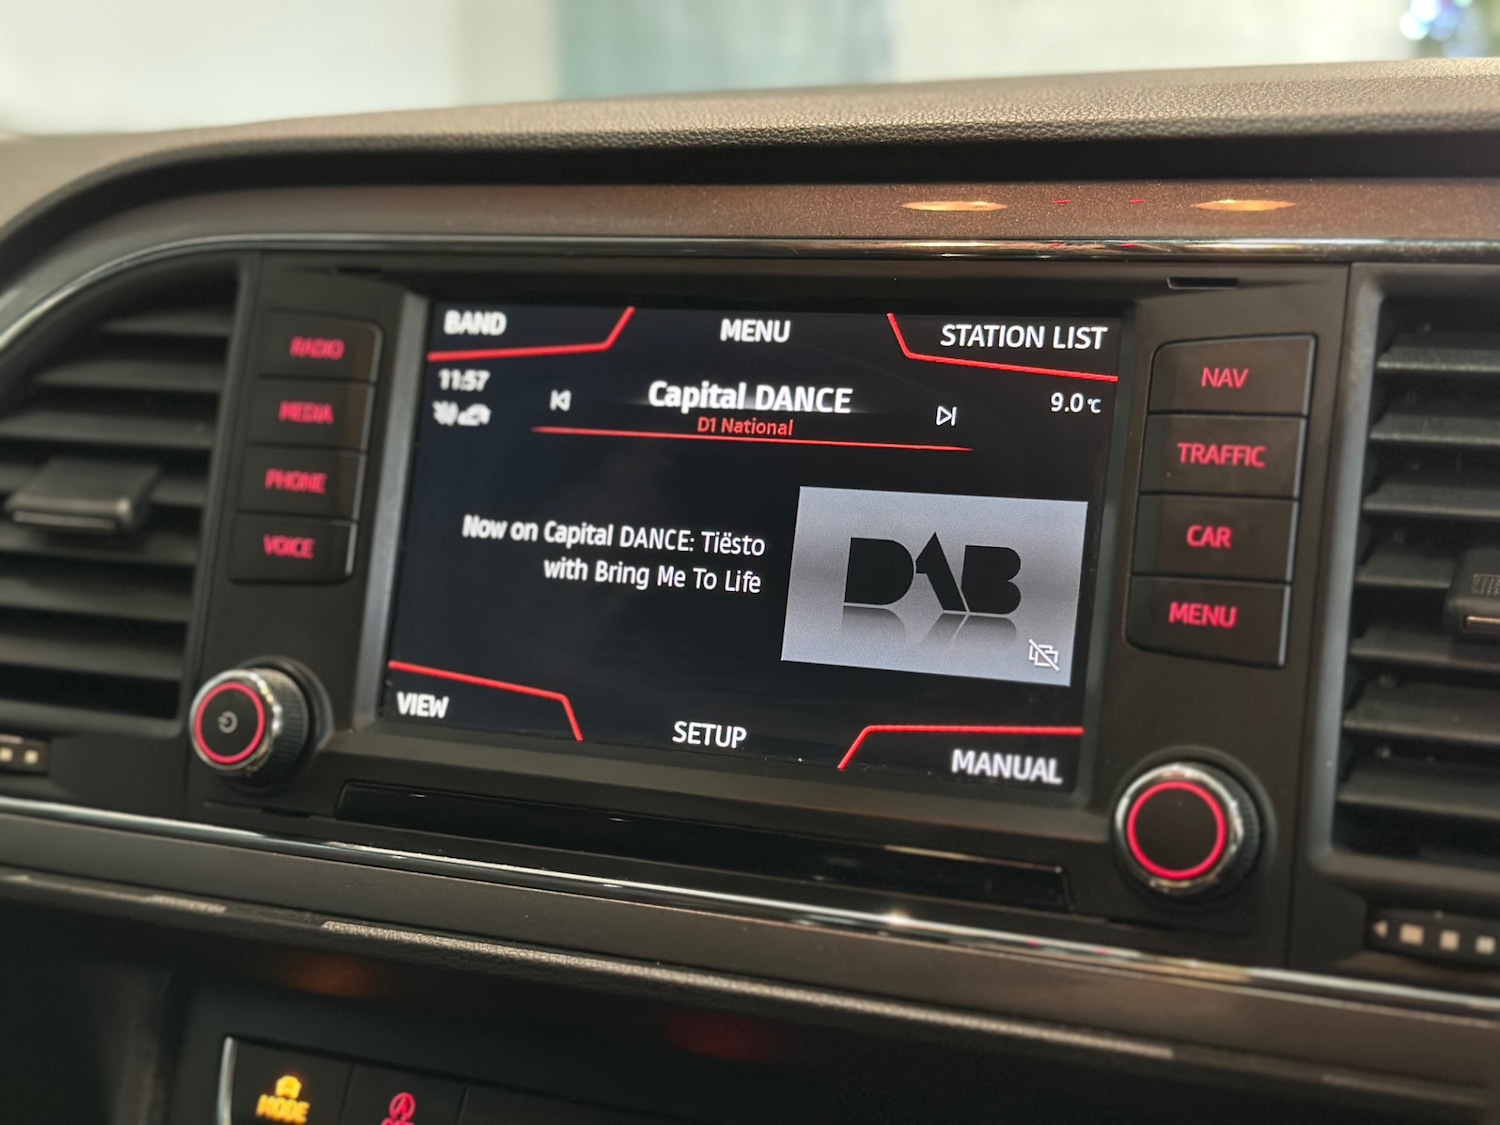 BAND
MENU
STATION LIST
11:57
Capital DANCE
9.0°C
D1 National
Now on Capital DANCE: Tiësto
with Bring Me To Life
DAB
VIEW
SETUP
MANUAL
RADIO
MEDIA
PHONE
VOICE
NAV
TRAFFIC
CAR
MENU
MODE